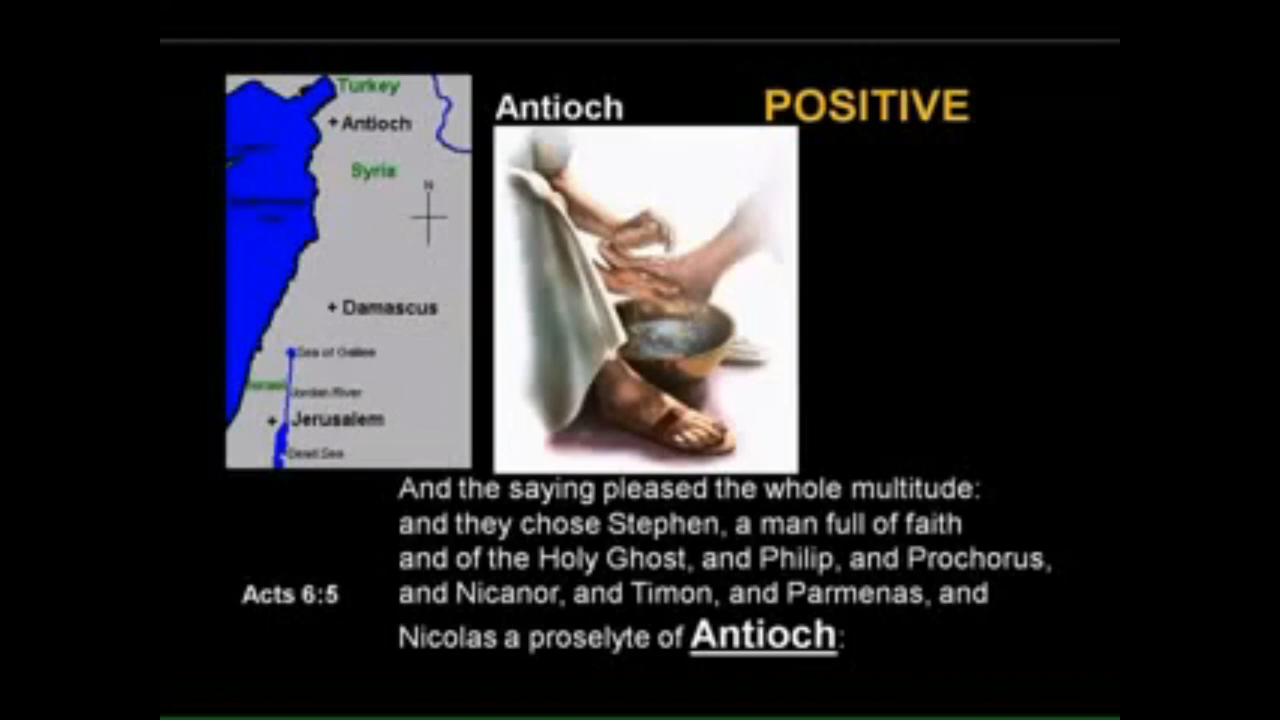 Turkey
+ Antioch
Syria
N
+ Damascus
Sea of Galilee
Israel
Jordan River
+ Jerusalem
Dead Sea
Antioch
POSITIVE
And the saying pleased the whole multitude:
and they chose Stephen, a man full of faith
and of the Holy Ghost, and Philip, and Prochorus,
Acts 6:5 and Nicanor, and Timon, and Parmenas, and
Nicolas a proselyte of Antioch: